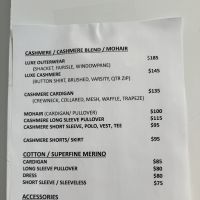 CASHMERE / CASHMERE BLEND / MOHAIR
LUXE OUTERWEAR $185
(SHACKET, FAIRISLE, WINDOWPANE)
LUXE CASHMERE $145
(BUTTON SHIRT, BRUSHED, VARSITY, QTR ZIP)
CASHMERE CARDIGAN $135
(CREWNECK, COLLARED, MESH, WAFFLE, TRAPEZE)
MOHAIR (CARDIGAN/ PULLOVER) $100
CASHMERE LONG SLEEVE PULLOVER $115
CASHMERE SHORT SLEEVE, POLO, VEST, TEE $95
CASHMERE SHORTS/ SKIRT $95
COTTON / SUPERFINE MERINO
CARDIGAN $85
LONG SLEEVE PULLOVER $80
DRESS $80
SHORT SLEEVE / SLEEVELESS $75
ACCESSORIES